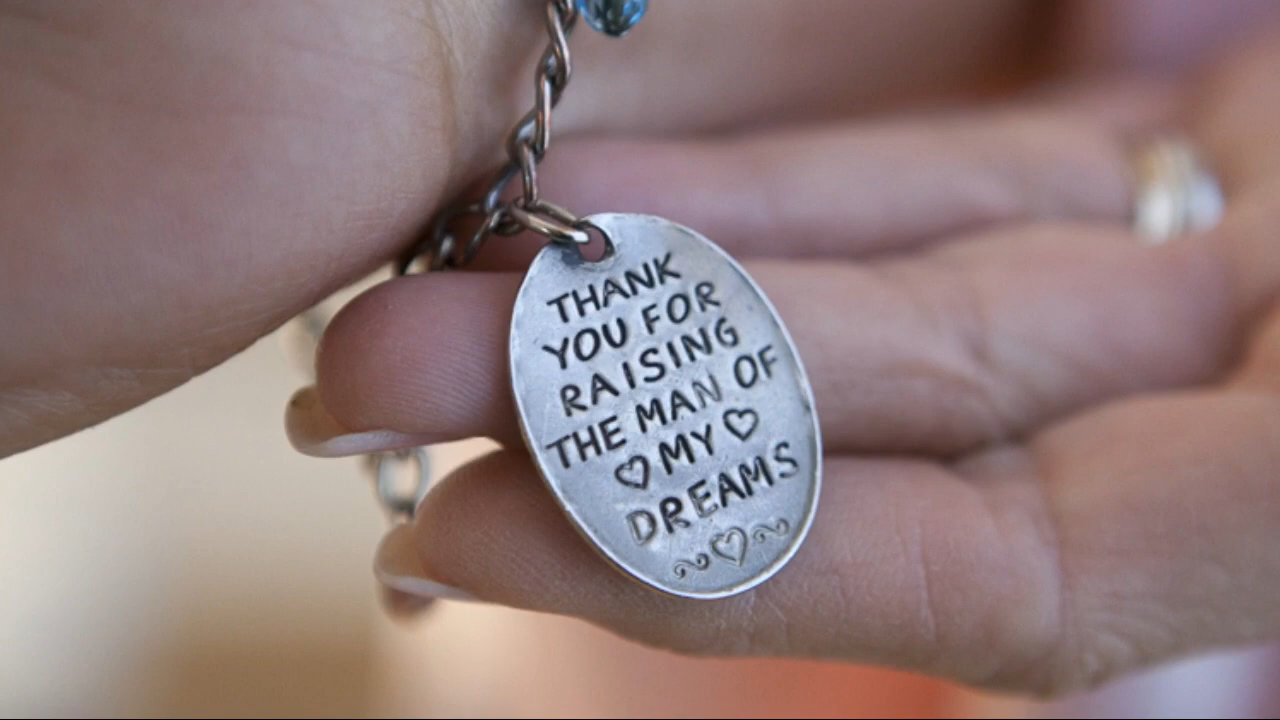 THANK
YOU FOR
RAISING
THE MAN OF
♡ MY ♡
DREAMS